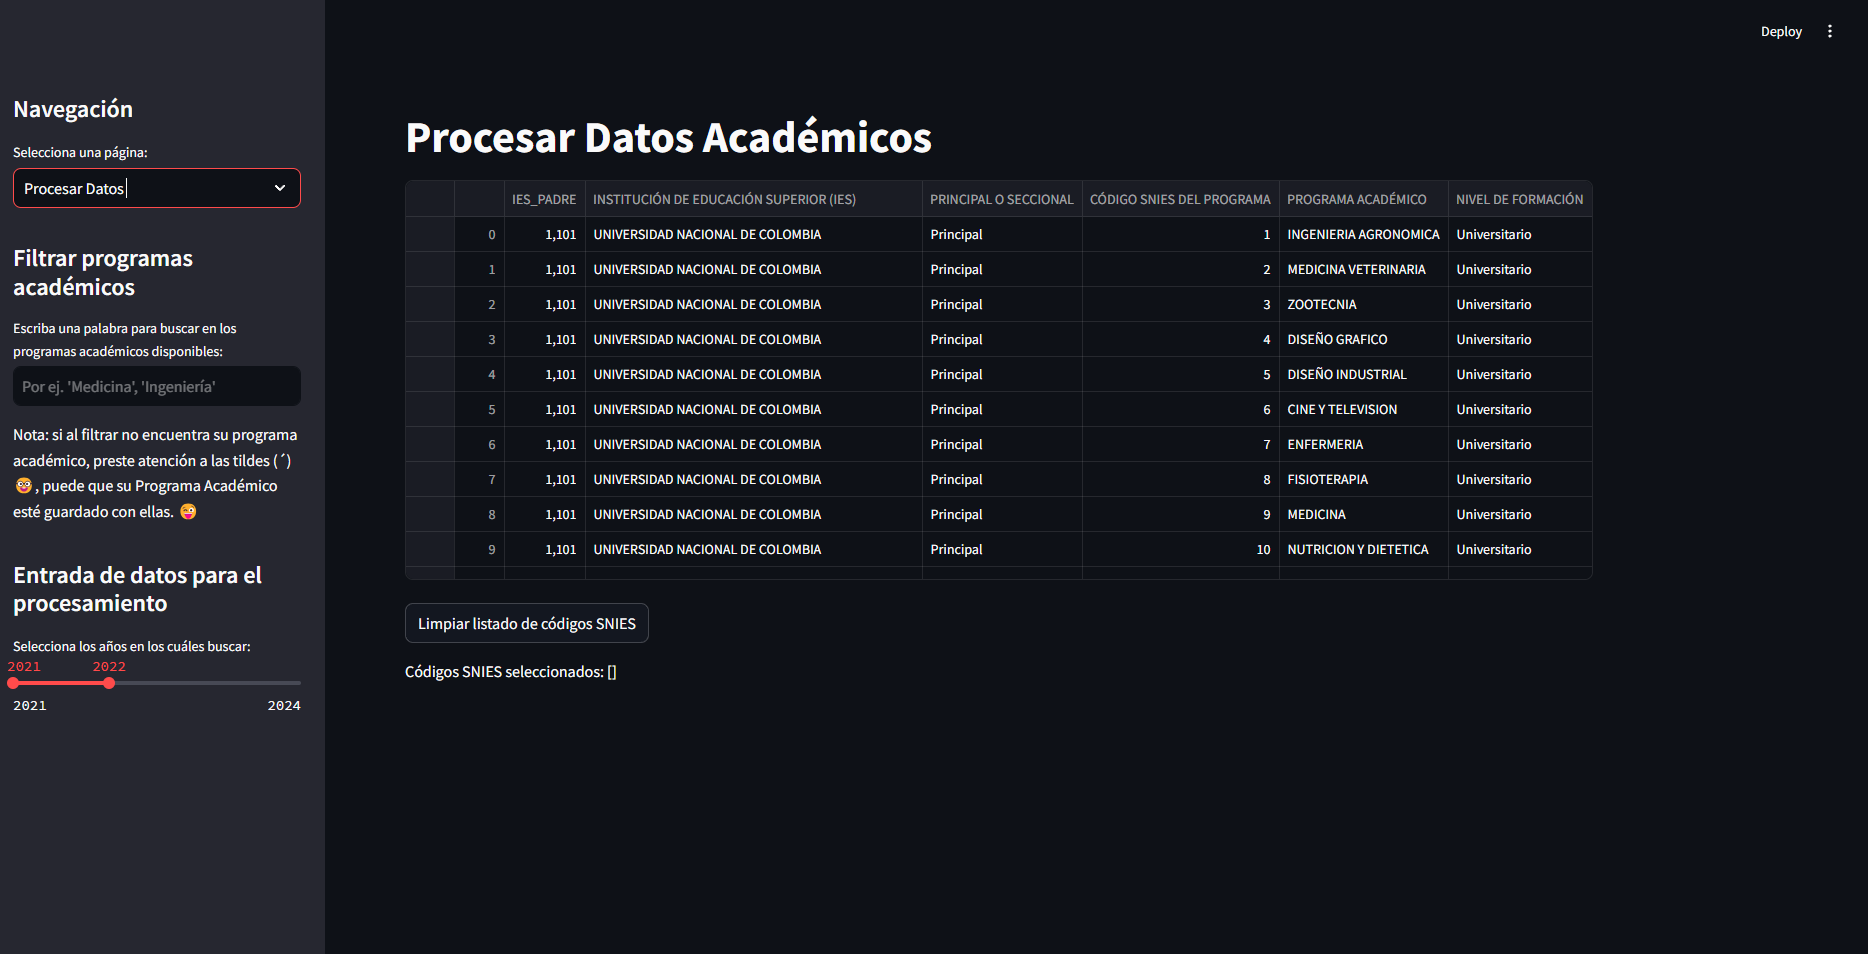 Deploy
Navegación
Selecciona una página:
Procesar Datos
Filtrar programas
académicos
Escriba una palabra para buscar en los
programas académicos disponibles:
Por ej. 'Medicina', 'Ingeniería'
Nota: si al filtrar no encuentra su programa
académico, preste atención a las tildes (´)
🤓, puede que su Programa Académico
esté guardado con ellas. 😜
Entrada de datos para el
procesamiento
Selecciona los años en los cuáles buscar:
2021 2022
2021 2024
Procesar Datos Académicos
IES_PADRE INSTITUCIÓN DE EDUCACIÓN SUPERIOR (IES) PRINCIPAL O SECCIONAL CÓDIGO SNIES DEL PROGRAMA PROGRAMA ACADÉMICO NIVEL DE FORMACIÓN
0 1,101 UNIVERSIDAD NACIONAL DE COLOMBIA Principal 1 INGENIERIA AGRONOMICA Universitario
1 1,101 UNIVERSIDAD NACIONAL DE COLOMBIA Principal 2 MEDICINA VETERINARIA Universitario
2 1,101 UNIVERSIDAD NACIONAL DE COLOMBIA Principal 3 ZOOTECNIA Universitario
3 1,101 UNIVERSIDAD NACIONAL DE COLOMBIA Principal 4 DISEÑO GRAFICO Universitario
4 1,101 UNIVERSIDAD NACIONAL DE COLOMBIA Principal 5 DISEÑO INDUSTRIAL Universitario
5 1,101 UNIVERSIDAD NACIONAL DE COLOMBIA Principal 6 CINE Y TELEVISION Universitario
6 1,101 UNIVERSIDAD NACIONAL DE COLOMBIA Principal 7 ENFERMERIA Universitario
7 1,101 UNIVERSIDAD NACIONAL DE COLOMBIA Principal 8 FISIOTERAPIA Universitario
8 1,101 UNIVERSIDAD NACIONAL DE COLOMBIA Principal 9 MEDICINA Universitario
9 1,101 UNIVERSIDAD NACIONAL DE COLOMBIA Principal 10 NUTRICION Y DIETETICA Universitario
Limpiar listado de códigos SNIES
Códigos SNIES seleccionados: []